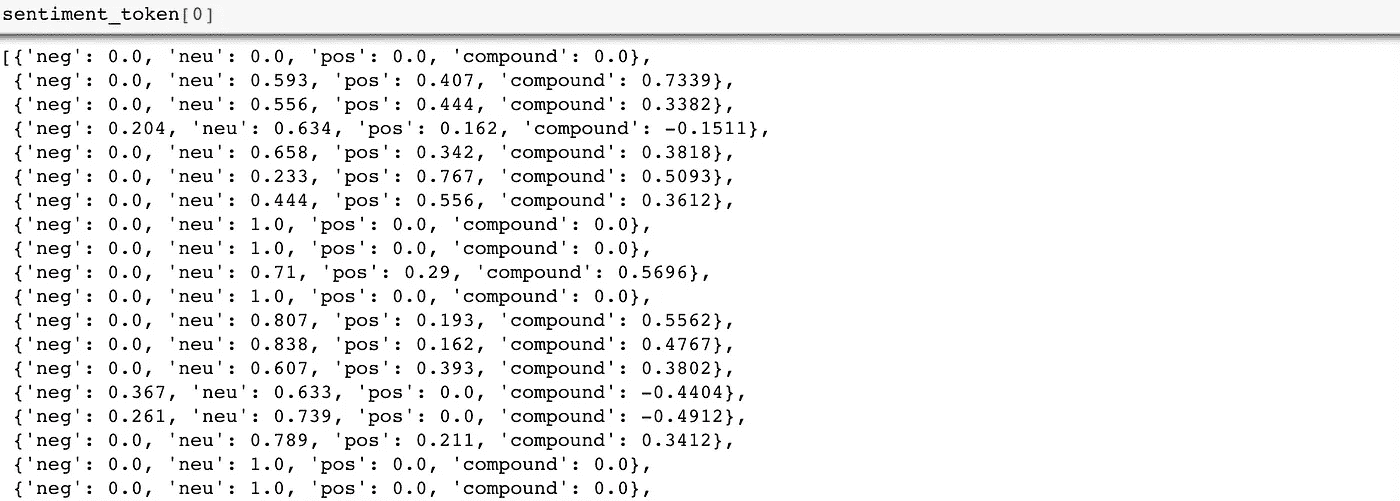 sentiment_token[0]
[{'neg': 0.0, 'neu': 0.0, 'pos': 0.0, 'compound': 0.0},
{'neg': 0.0, 'neu': 0.593, 'pos': 0.407, 'compound': 0.7339},
{'neg': 0.0, 'neu': 0.556, 'pos': 0.444, 'compound': 0.3382},
{'neg': 0.204, 'neu': 0.634, 'pos': 0.162, 'compound': -0.1511},
{'neg': 0.0, 'neu': 0.658, 'pos': 0.342, 'compound': 0.3818},
{'neg': 0.0, 'neu': 0.233, 'pos': 0.767, 'compound': 0.5093},
{'neg': 0.0, 'neu': 0.444, 'pos': 0.556, 'compound': 0.3612},
{'neg': 0.0, 'neu': 1.0, 'pos': 0.0, 'compound': 0.0},
{'neg': 0.0, 'neu': 1.0, 'pos': 0.0, 'compound': 0.0},
{'neg': 0.0, 'neu': 0.71, 'pos': 0.29, 'compound': 0.5696},
{'neg': 0.0, 'neu': 1.0, 'pos': 0.0, 'compound': 0.0},
{'neg': 0.0, 'neu': 0.807, 'pos': 0.193, 'compound': 0.5562},
{'neg': 0.0, 'neu': 0.838, 'pos': 0.162, 'compound': 0.4767},
{'neg': 0.0, 'neu': 0.607, 'pos': 0.393, 'compound': 0.3802},
{'neg': 0.367, 'neu': 0.633, 'pos': 0.0, 'compound': -0.4404},
{'neg': 0.261, 'neu': 0.739, 'pos': 0.0, 'compound': -0.4912},
{'neg': 0.0, 'neu': 0.789, 'pos': 0.211, 'compound': 0.3412},
{'neg': 0.0, 'neu': 1.0, 'pos': 0.0, 'compound': 0.0},
{'neg': 0.0, 'neu': 1.0, 'pos': 0.0, 'compound': 0.0},